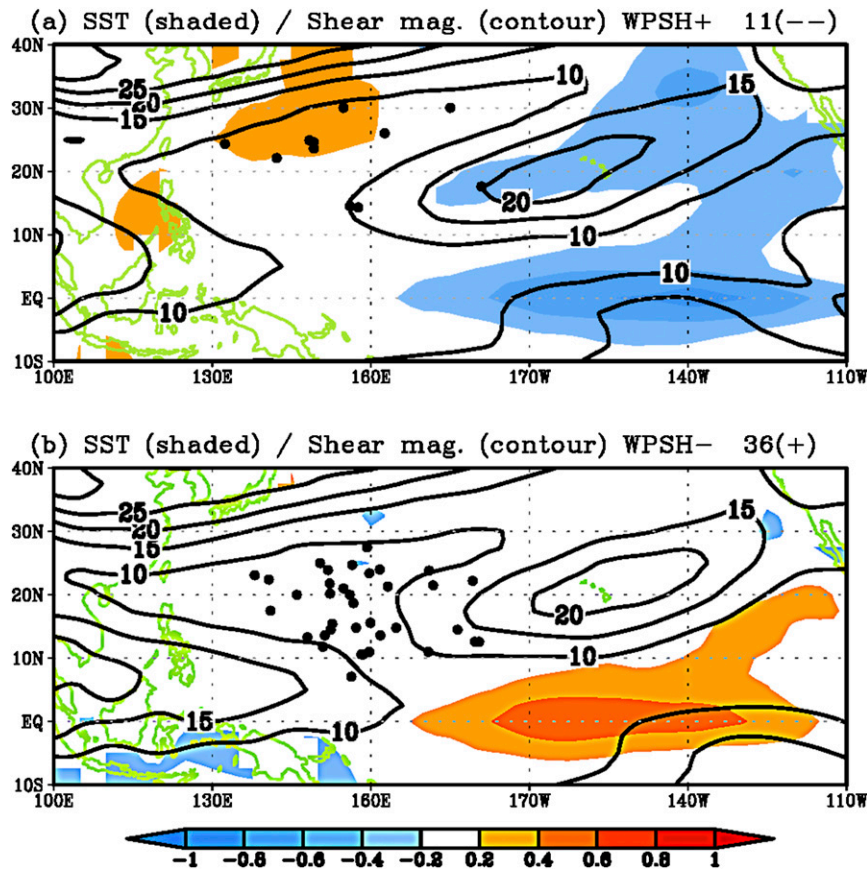 (a) SST (shaded) / Shear mag. (contour) WPSH+ 11(--)
40N
30N
20N
10N
EQ
10S
25
20
15
10
15
20
10
10
10
10
100E 130E 160E 170W 140W 110W
(b) SST (shaded) / Shear mag. (contour) WPSH- 36(+)
40N
30N
20N
10N
EQ
10S
25
20
15
10
15
20
10
15
10
100E 130E 160E 170W 140W 110W
-1 -0.8 -0.6 -0.4 -0.2 0.2 0.4 0.6 0.8 1